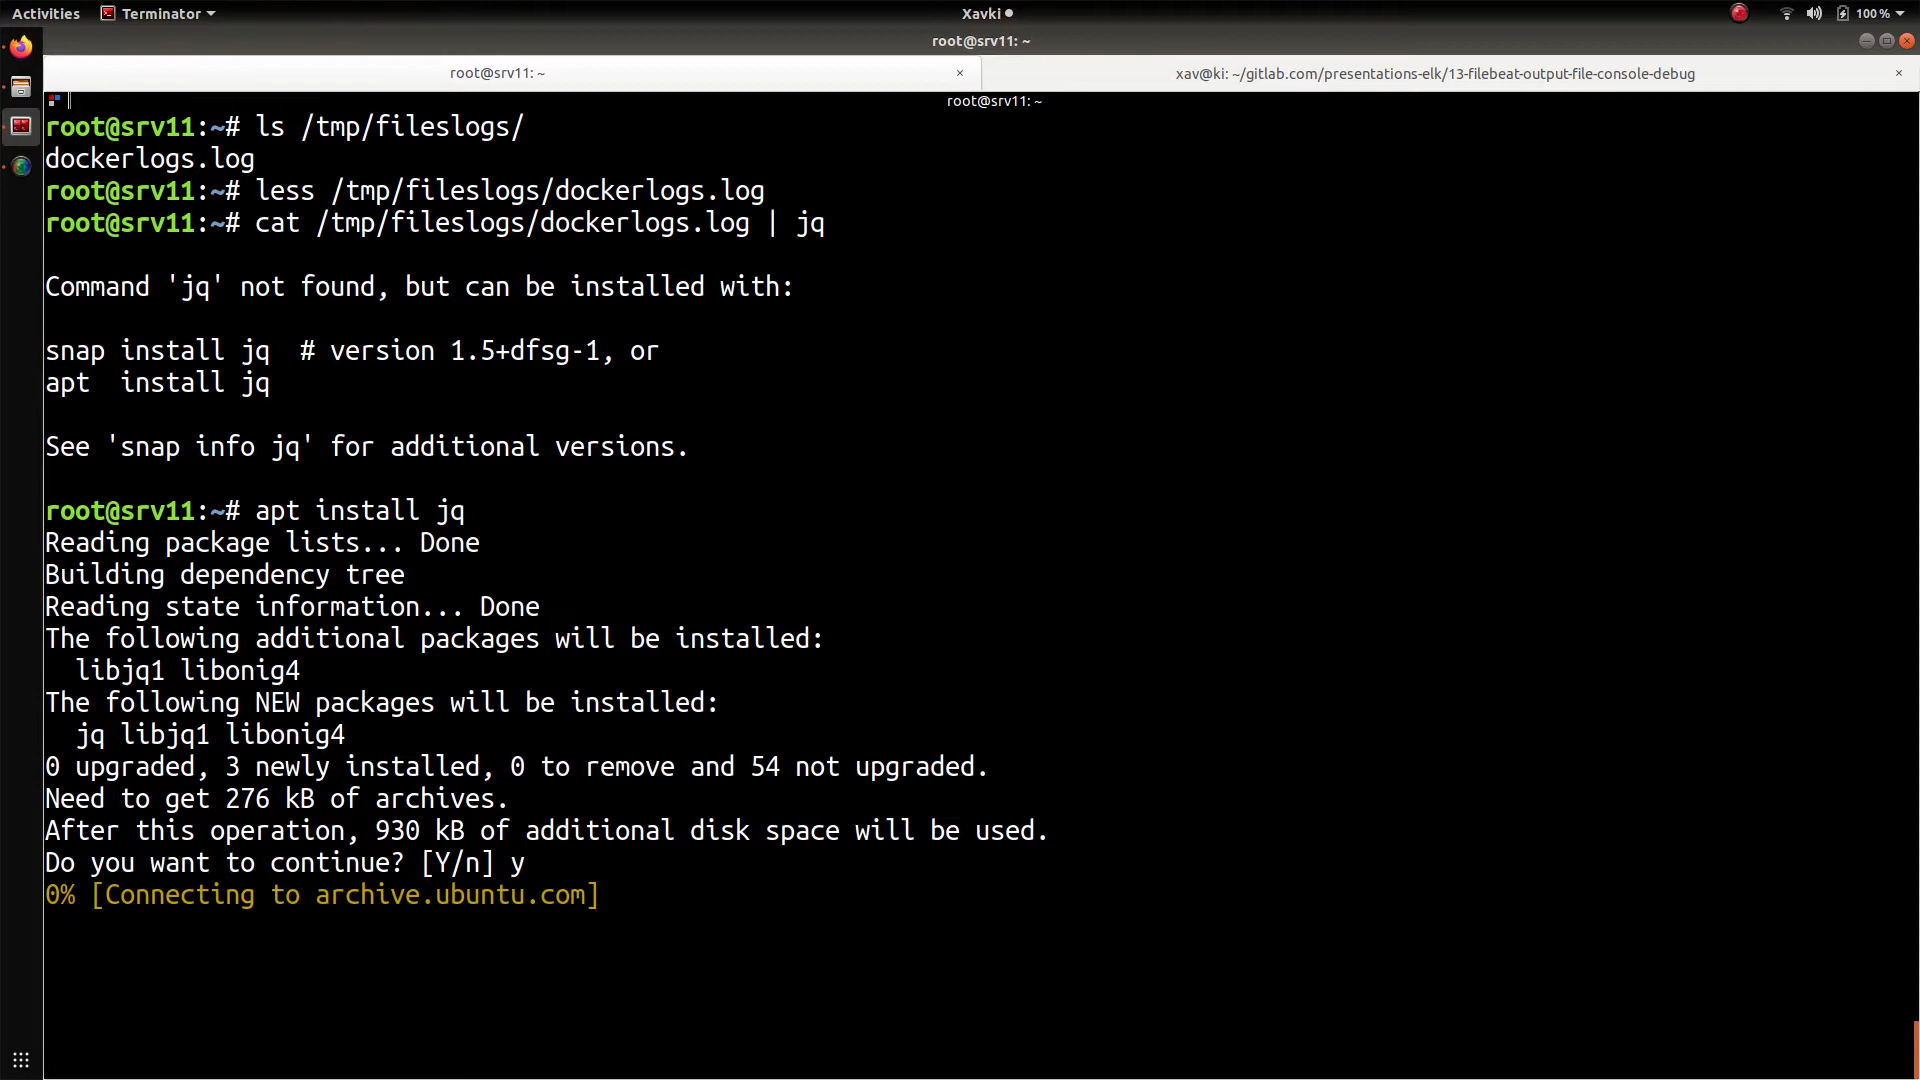 Activities
Terminator
Xavki
100 %
root@srv11: ~
root@srv11: ~
xav@ki: ~/gitlab.com/presentations-elk/13-filebeat-output-file-console-debug
root@srv11: ~
root@srv11:~# ls /tmp/fileslogs/
dockerlogs.log
root@srv11:~# less /tmp/fileslogs/dockerlogs.log
root@srv11:~# cat /tmp/fileslogs/dockerlogs.log | jq
Command 'jq' not found, but can be installed with:
snap install jq  # version 1.5+dfsg-1, or
apt  install jq
See 'snap info jq' for additional versions.
root@srv11:~# apt install jq
Reading package lists... Done
Building dependency tree
Reading state information... Done
The following additional packages will be installed:
  libjq1 libonig4
The following NEW packages will be installed:
  jq libjq1 libonig4
0 upgraded, 3 newly installed, 0 to remove and 54 not upgraded.
Need to get 276 kB of archives.
After this operation, 930 kB of additional disk space will be used.
Do you want to continue? [Y/n] y
0% [Connecting to archive.ubuntu.com]